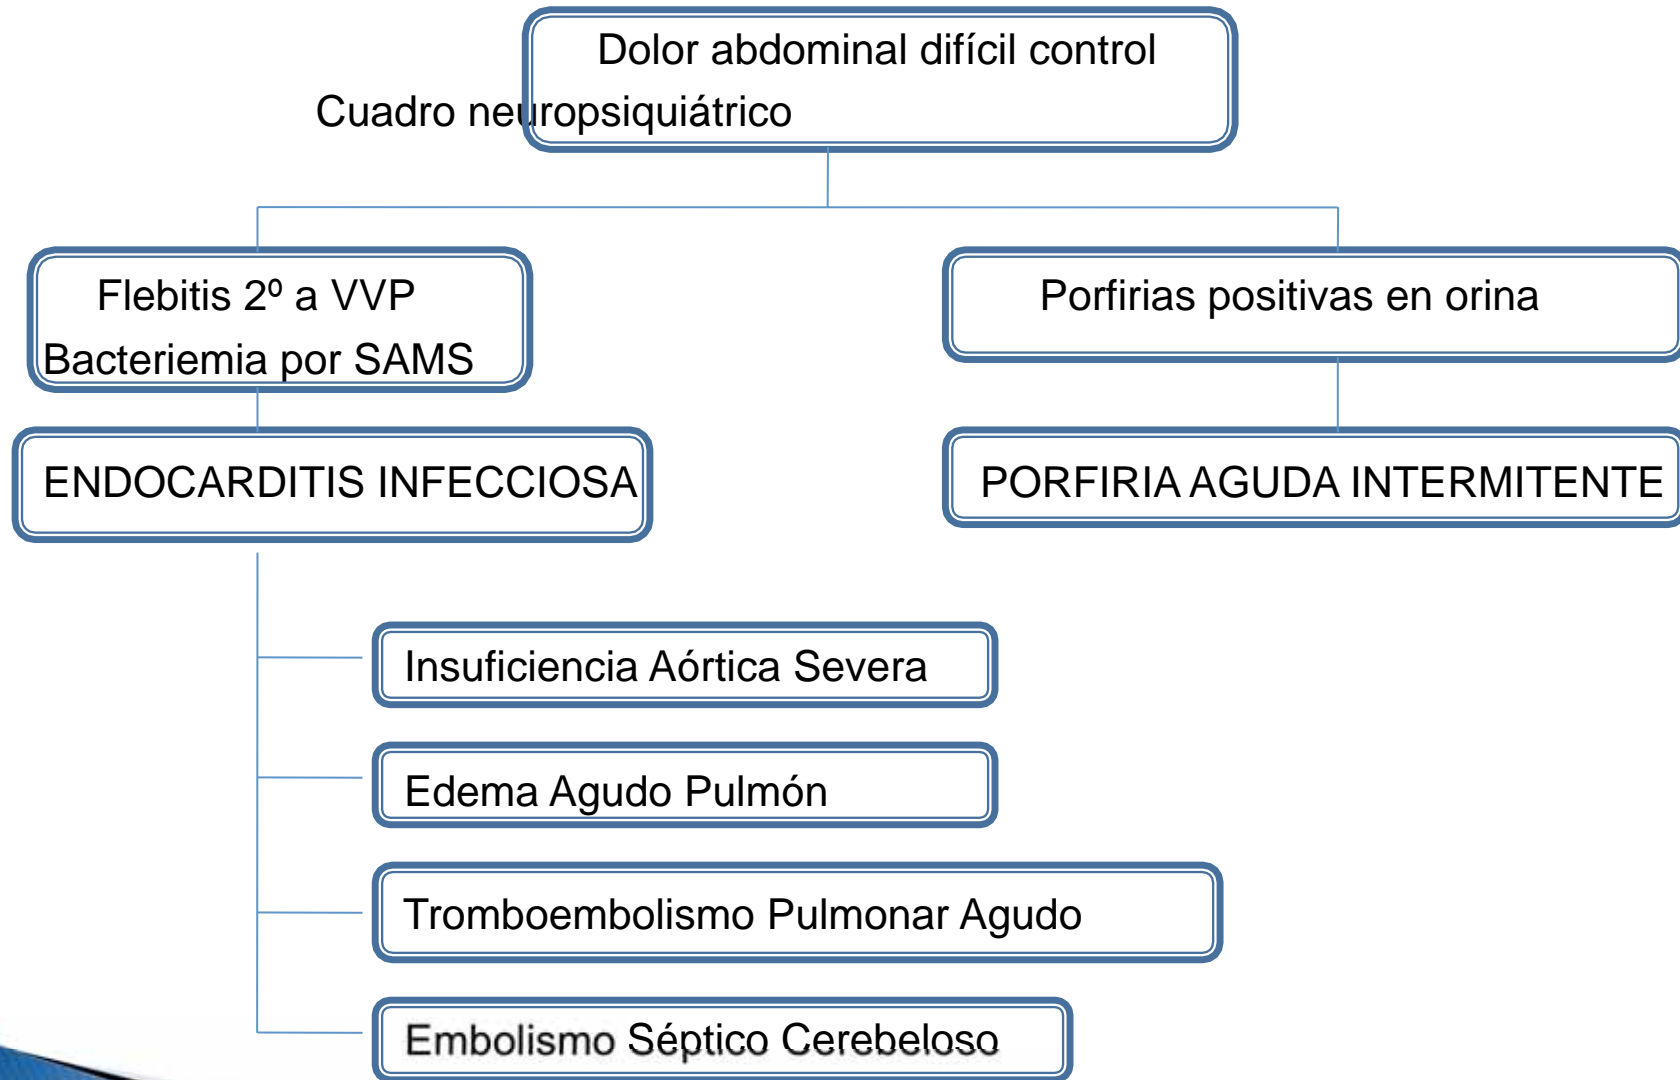 Dolor abdominal difícil control
Cuadro neuropsiquiátrico
Flebitis 2º a VVP
Bacteriemia por SAMS
Porfirias positivas en orina
ENDOCARDITIS INFECCIOSA
PORFIRIA AGUDA INTERMITENTE
Insuficiencia Aórtica Severa
Edema Agudo Pulmón
Tromboembolismo Pulmonar Agudo
Embolismo Séptico Cerebeloso